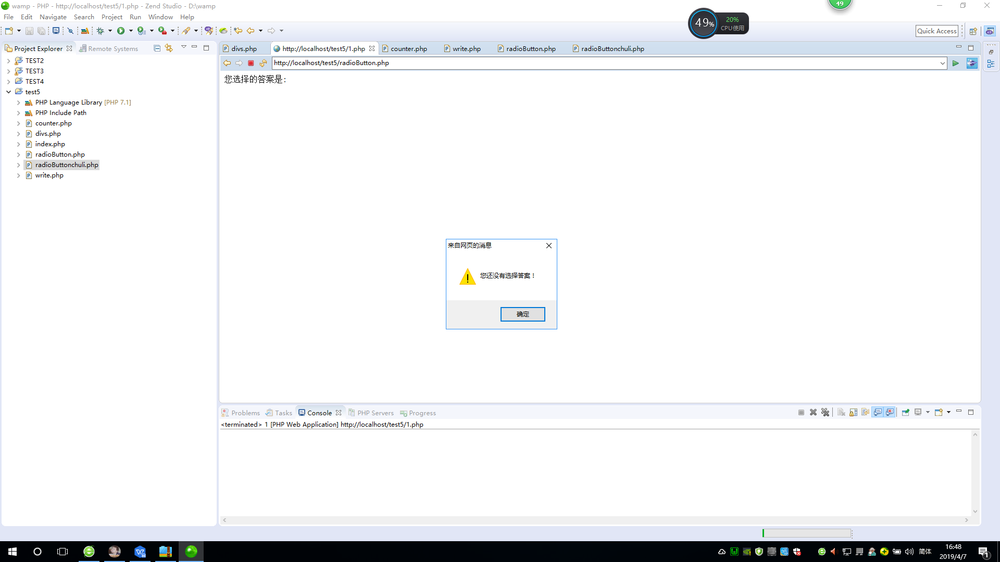 wamp - PHP - http://localhost/test5/1.php - Zend Studio - D:\wamp
49
File Edit Navigate Search Project Run Window Help
49%
20%
CPU使用
Quick Access
Project Explorer
Remote Systems
divs.php
http://localhost/test5/1.php
counter.php
write.php
radioButton.php
radioButtonchuli.php
http://localhost/test5/radioButton.php
TEST2
TEST3
TEST4
test5
PHP Language Library [PHP 7.1]
PHP Include Path
counter.php
divs.php
index.php
radioButton.php
radioButtonchuli.php
write.php
您选择的答案是：
来自网页的消息
您还没有选择答案！
确定
Problems Tasks Console PHP Servers Progress
<terminated> 1 [PHP Web Application] http://localhost/test5/1.php
简体
16:48
2019/4/7
1